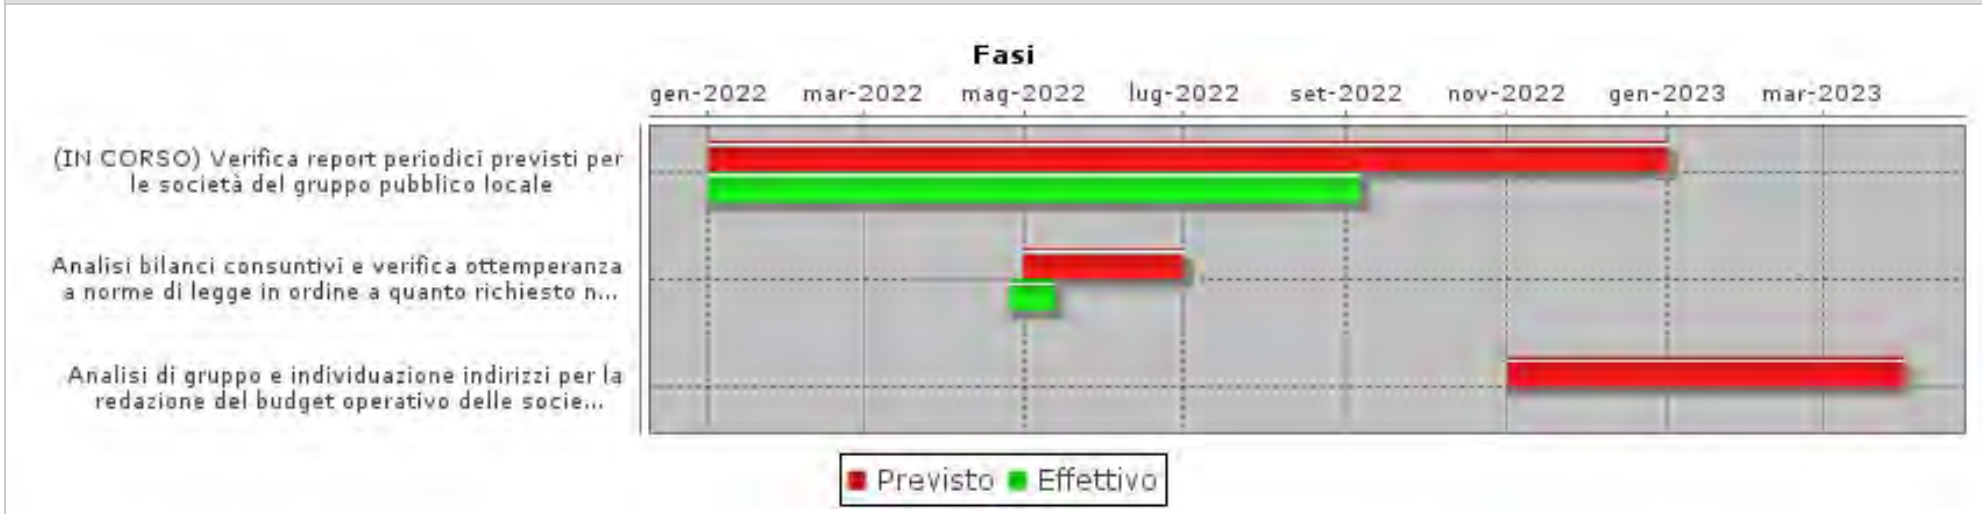 Fasi
gen-2022 mar-2022 mag-2022 lug-2022 set-2022 nov-2022 gen-2023 mar-2023
(IN CORSO) Verifica report periodici previsti per
le società del gruppo pubblico locale
Analisi bilanci consuntivi e verifica ottemperanza
a norme di legge in ordine a quanto richiesto n...
Analisi di gruppo e individuazione indirizzi per la
redazione del budget operativo delle socie...
Previsto Effettivo